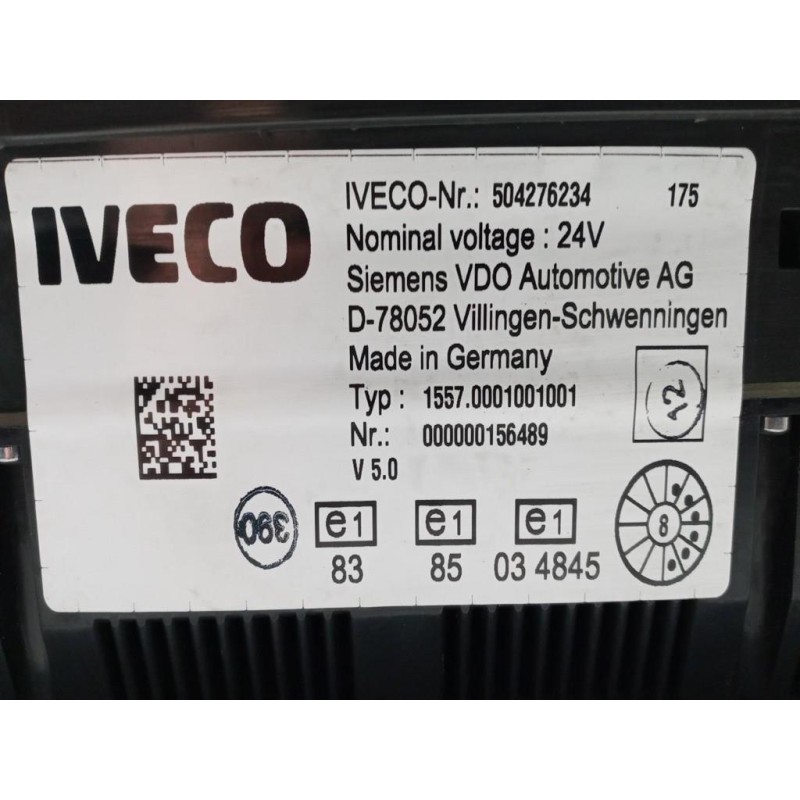 IVECO
IVECO-Nr.: 504276234 175
Nominal voltage : 24V
Siemens VDO Automotive AG
D-78052 Villingen-Schwenningen
Made in Germany
Typ : 1557.0001001001
Nr.: 000000156489
V 5.0
12
390
e1
e1
e1
8
83
85
03 4845